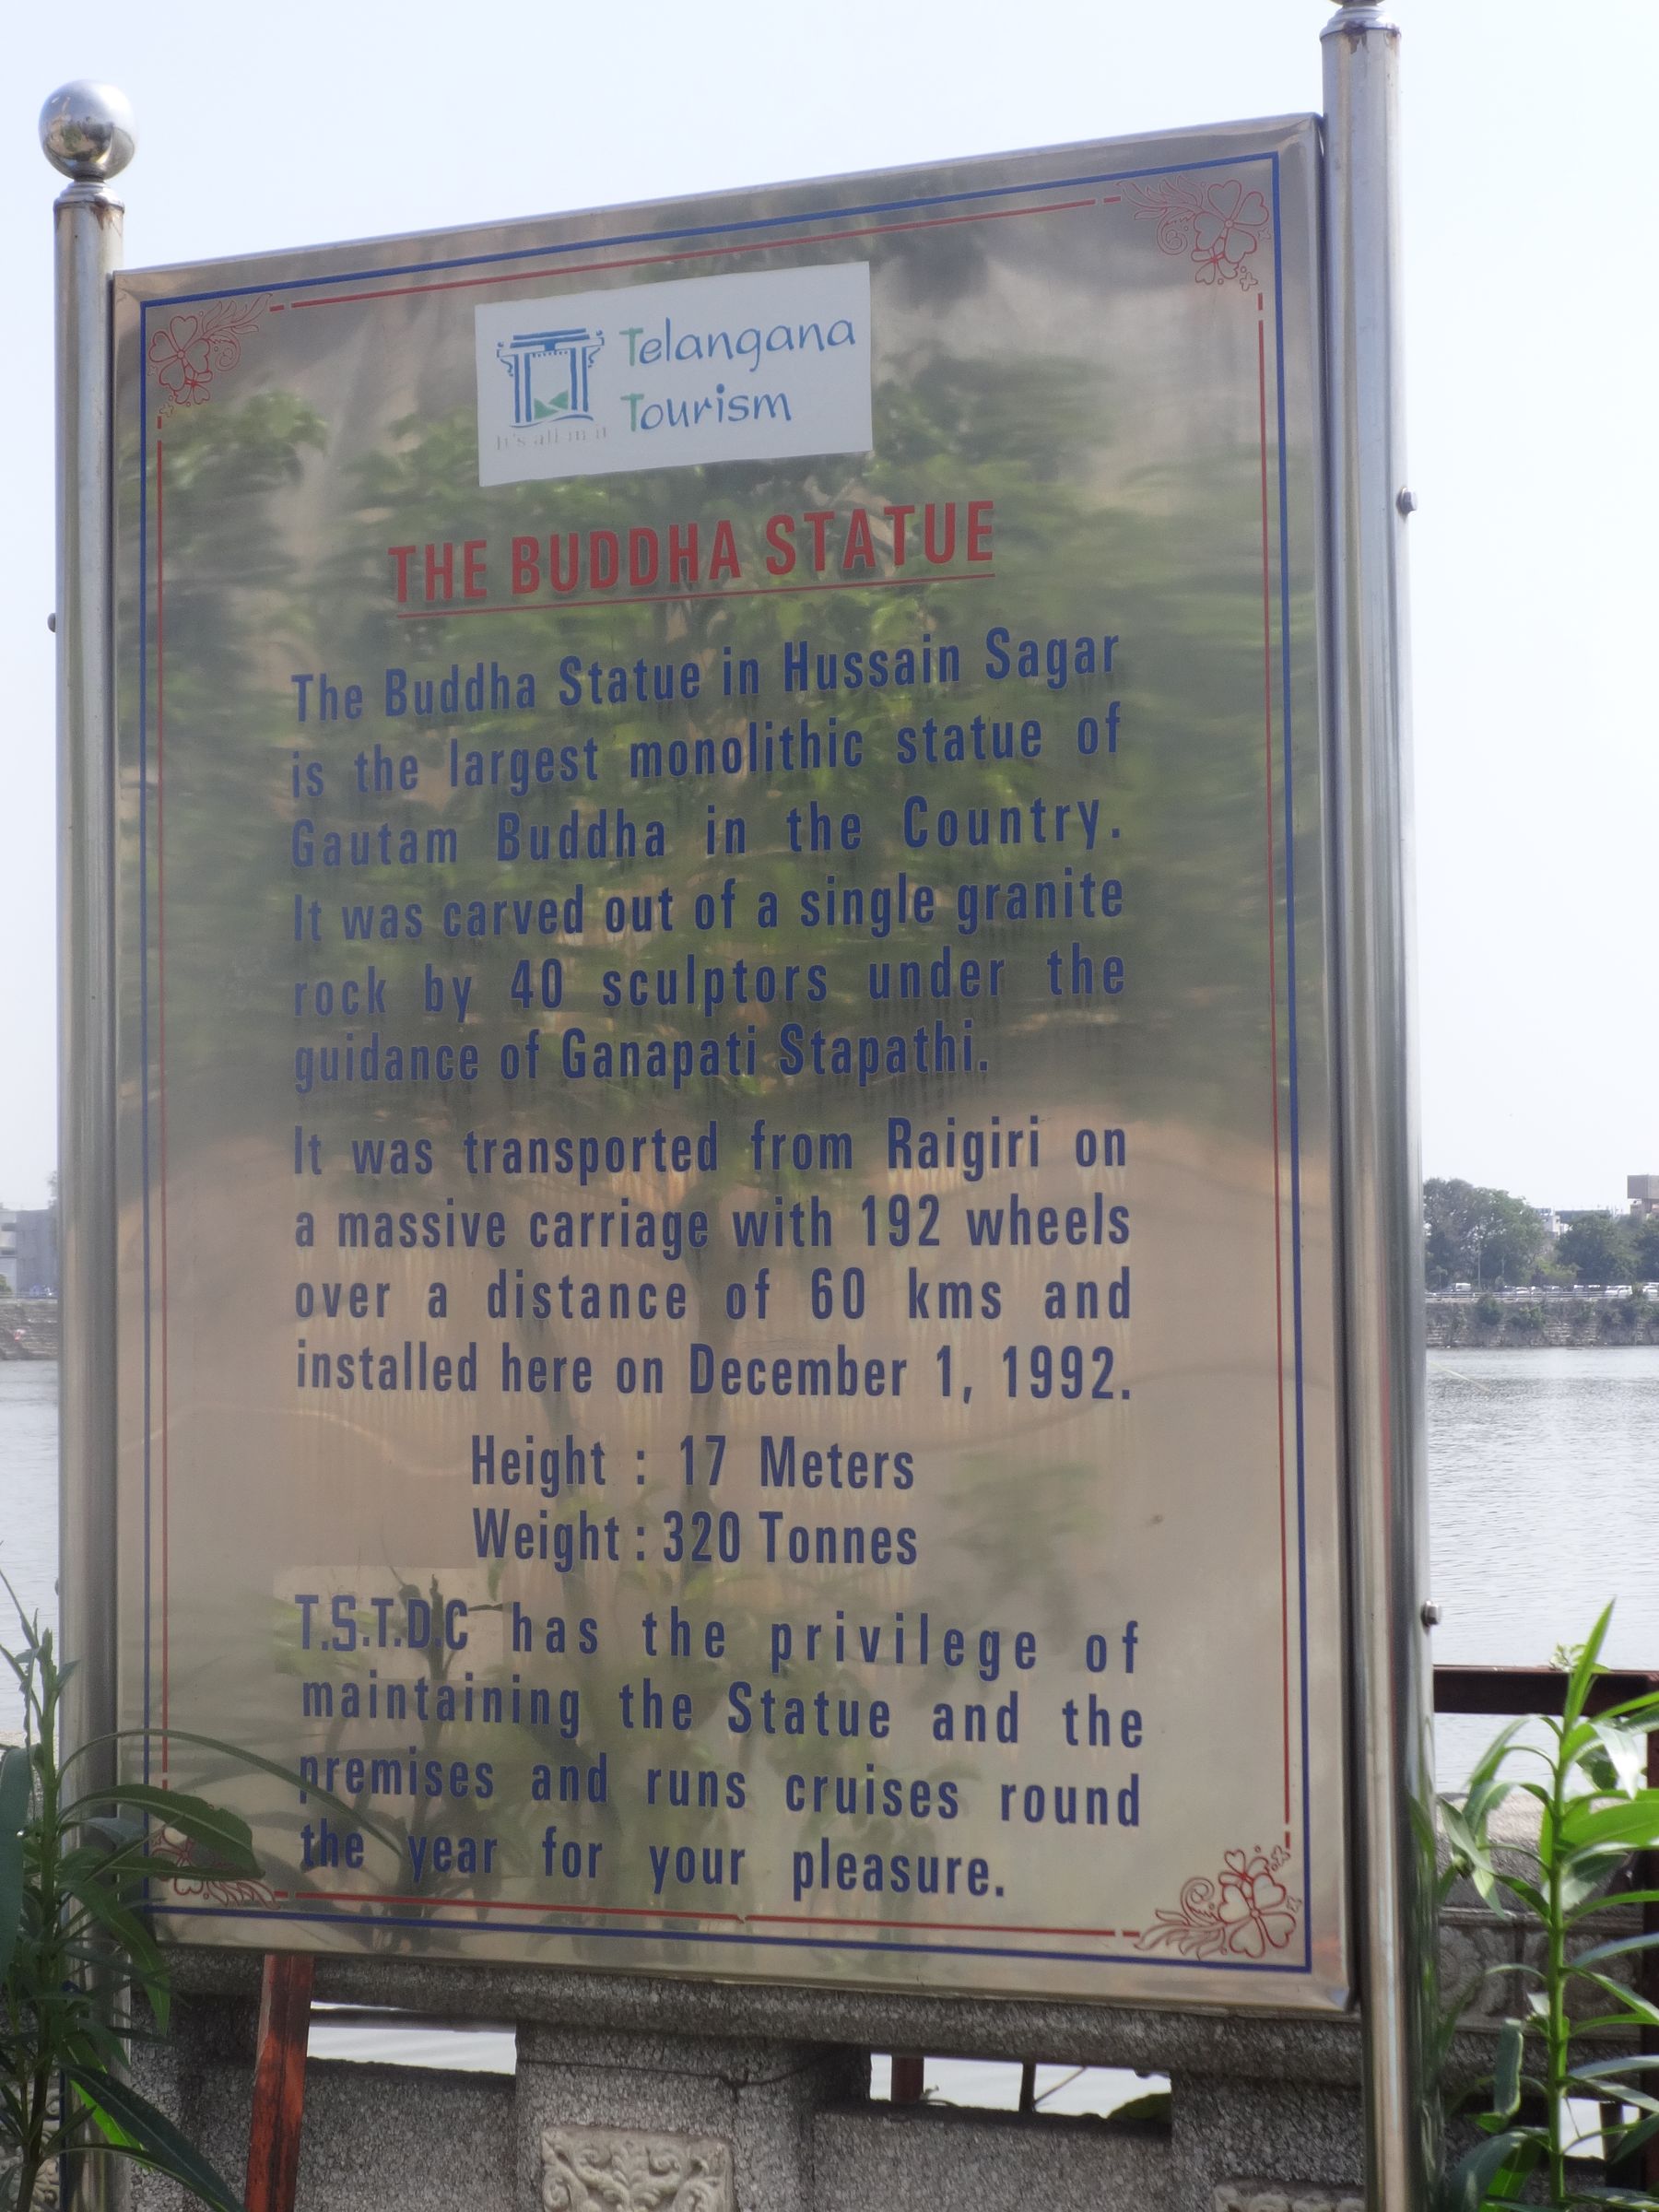 Telangana
Tourism
It's all in it
THE BUDDHA STATUE
The Buddha Statue in Hussain Sagar
is the largest monolithic statue of
Gautam Buddha in the Country.
It was carved out of a single granite
rock by 40 sculptors under the
guidance of Ganapati Stapathi.
It was transported from Raigiri on
a massive carriage with 192 wheels
over a distance of 60 kms and
installed here on December 1, 1992.
Height : 17 Meters
Weight : 320 Tonnes
T.S.T.D.C has the privilege of
maintaining the Statue and the
premises and runs cruises round
the year for your pleasure.